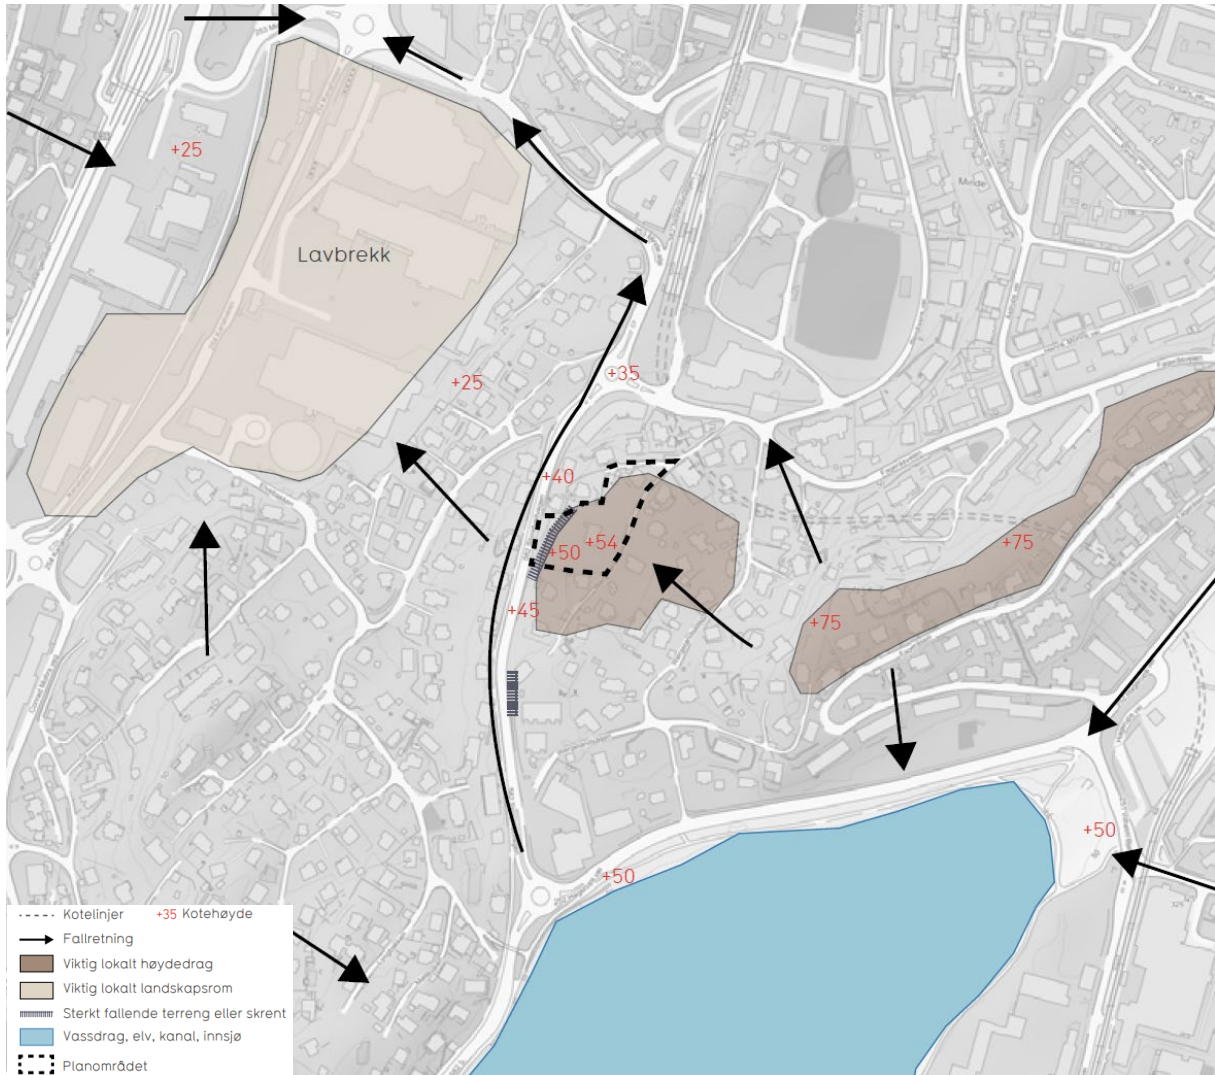 +25
Minde
Lavbrekk
+25
+35
+40
+75
+50
+54
+45
+75
+50
+50
Kotelinjer
+35 Kotehøyde
Fallretning
Viktig lokalt høydedrag
Viktig lokalt landskapsrom
Sterkt fallende terreng eller skrent
Vassdrag, elv, kanal, innsjø
Planområdet